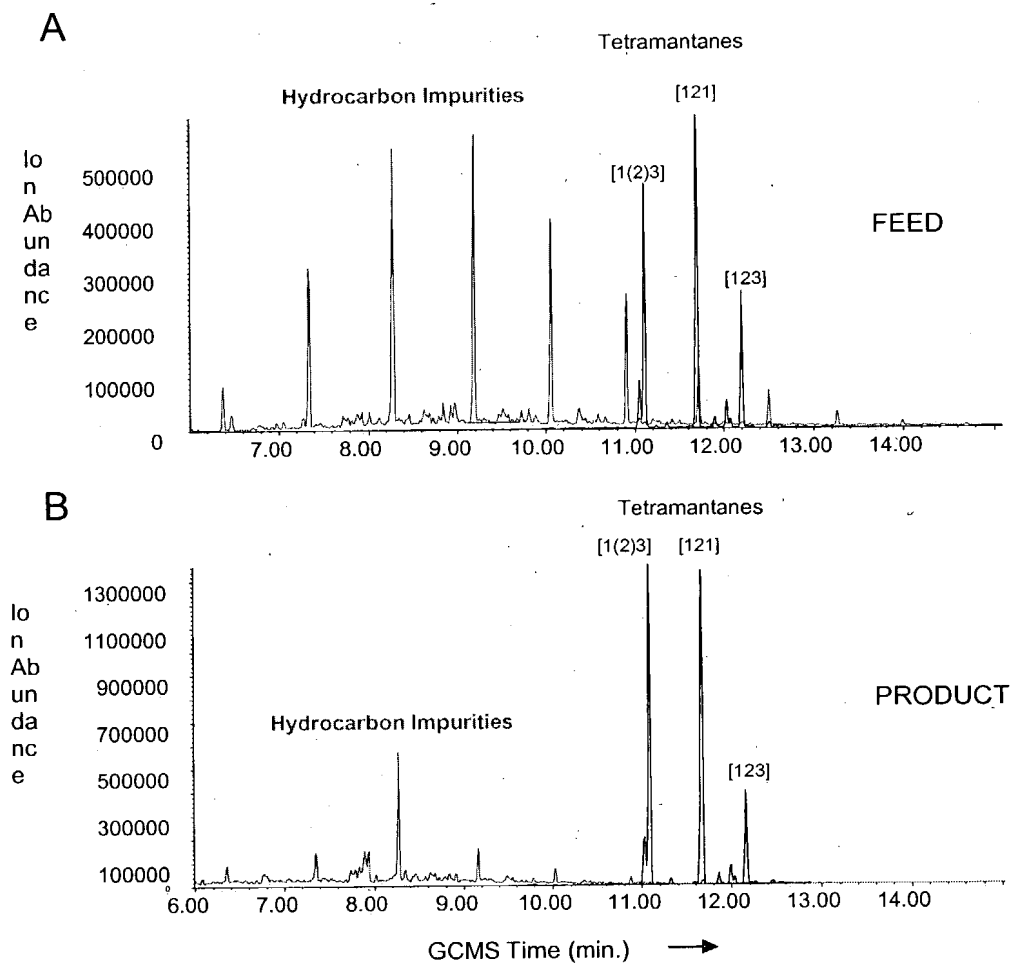 A
Tetramantanes
Hydrocarbon Impurities
[121]
[1(2)3]
[123]
FEED
Io
n
Ab
un
da
nc
e
500000
400000
300000
200000
100000
0
7.00 8.00 9.00 10.00 11.00 12.00 13.00 14.00
B
Tetramantanes
[1(2)3] [121]
[123]
PRODUCT
Hydrocarbon Impurities
Io
n
Ab
un
da
nc
e
1300000
1100000
900000
700000
500000
300000
100000
0
6.00 7.00 8.00 9.00 10.00 11.00 12.00 13.00 14.00
GCMS Time (min.)